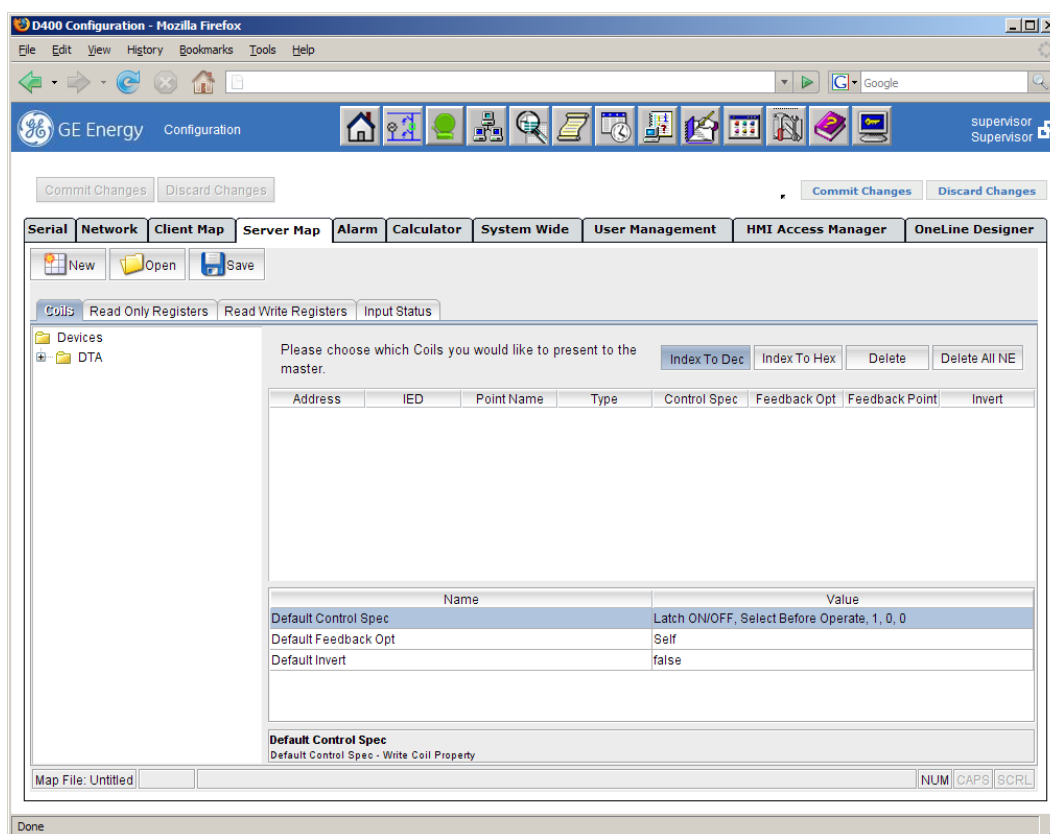 D400 Configuration - Mozilla Firefox
File Edit View History Bookmarks Tools Help
G Google
GE Energy Configuration
supervisor
Supervisor
Commit Changes Discard Changes
Commit Changes Discard Changes
Serial Network Client Map Server Map Alarm Calculator System Wide User Management HMI Access Manager OneLine Designer
New Open Save
Coils Read Only Registers Read Write Registers Input Status
Devices
DTA
Please choose which Coils you would like to present to the
master.
Index To Dec Index To Hex Delete Delete All NE
Address IED Point Name Type Control Spec Feedback Opt Feedback Point Invert
Name Value
Default Control Spec Latch ON/OFF, Select Before Operate, 1, 0, 0
Default Feedback Opt Self
Default Invert false
Default Control Spec
Default Control Spec - Write Coil Property
Map File: Untitled NUM CAPS SCRL
Done